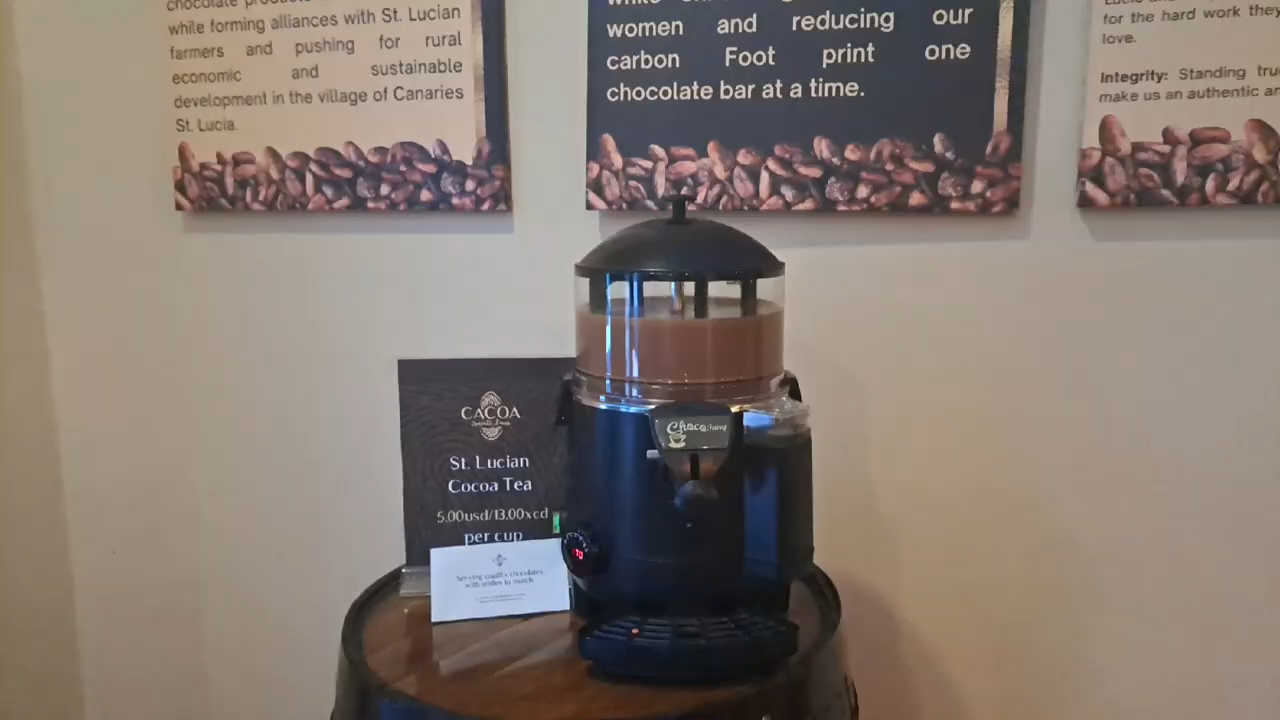 chocolate
while forming alliances with St. Lucian
farmers and pushing for rural
economic and sustainable
development in the village of Canaries
St. Lucia.
women and reducing our
carbon Foot print one
chocolate bar at a time.
for the hard work they
love.
Integrity: Standing
make us an authentic
CACOA
St. Lucian
Cocoa Tea
5.00usd/13.00xcd
per cup
Serving quality chocolates
with smiles to match
Choco
170